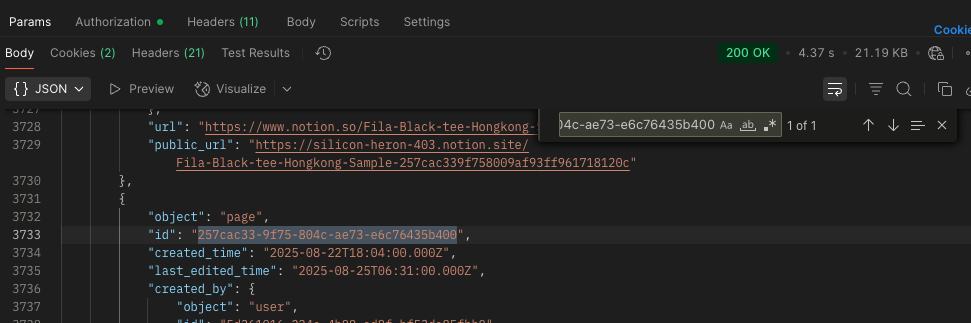 Params Authorization Headers (11) Body Scripts Settings
Cookie
Body Cookies (2) Headers (21) Test Results 200 OK • 4.37 s • 21.19 KB
{} JSON Preview Visualize
04c-ae73-e6c76435b400 Aa ab .* 1 of 1
3727 },
3728 "url": "https://www.notion.so/Fila-Black-tee-Hongkong-
3729 "public_url": "https://silicon-heron-403.notion.site/
Fila-Black-tee-Hongkong-Sample-257cac339f758009af93ff961718120c"
3730 },
3731 {
3732 "object": "page",
3733 "id": "257cac33-9f75-804c-ae73-e6c76435b400",
3734 "created_time": "2025-08-22T18:04:00.000Z",
3735 "last_edited_time": "2025-08-25T06:31:00.000Z",
3736 "created_by": {
3737 "object": "user",
3738 "id":